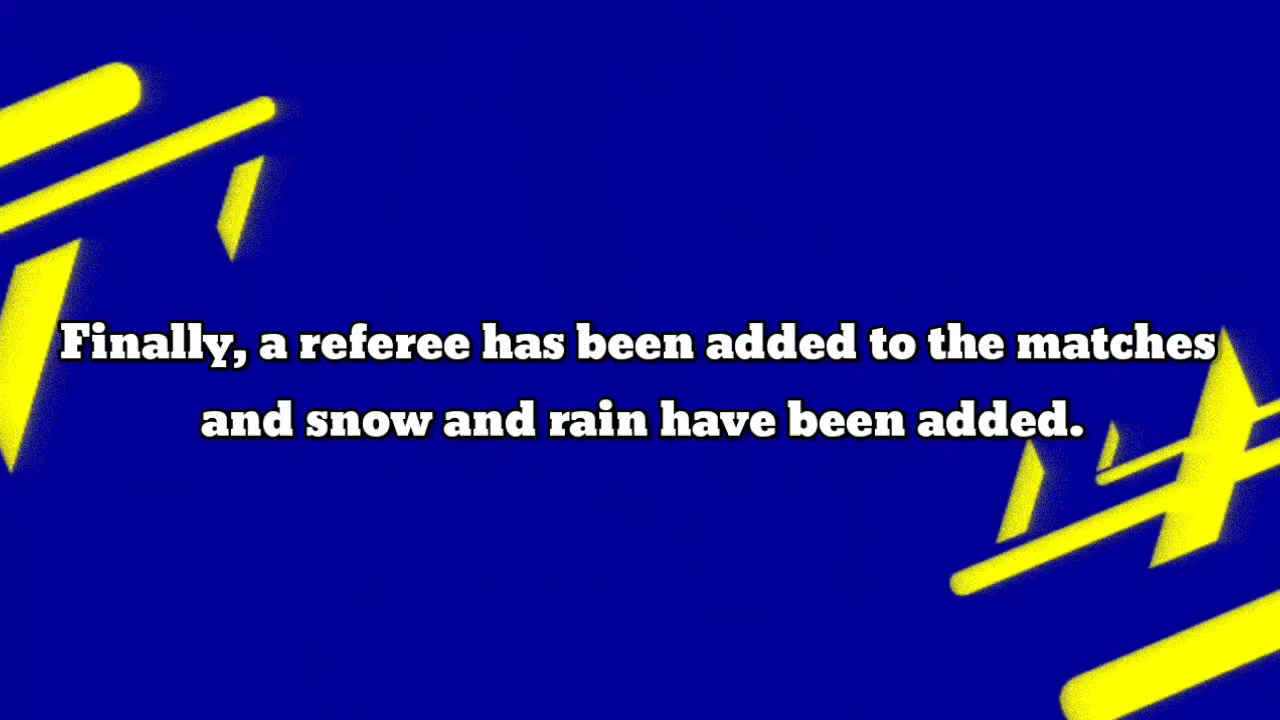 Finally, a referee has been added to the matches
and snow and rain have been added.